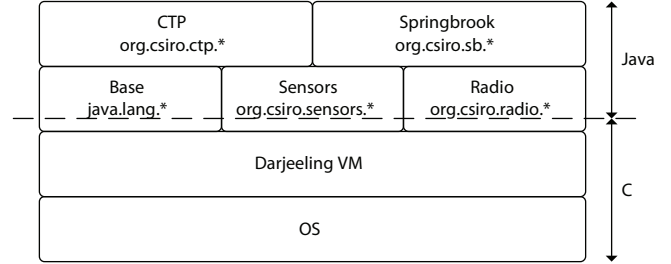 CTP
org.csiro.ctp.*
Springbrook
org.csiro.sb.*
Java
Base
java.lang.*
Sensors
org.csiro.sensors.*
Radio
org.csiro.radio.*
Darjeeling VM
C
OS